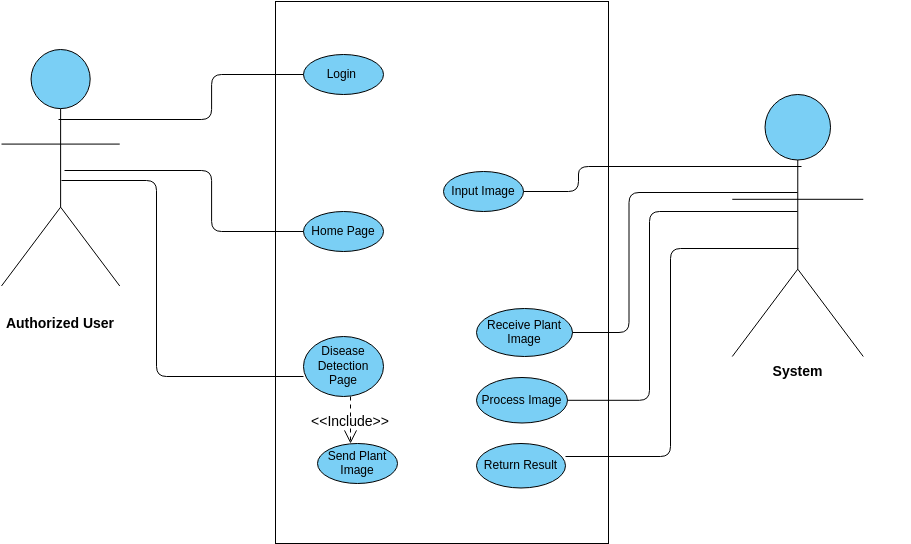 Login
Input Image
Home Page
Authorized User
Receive Plant
Image
Disease
Detection
Page
System
Process Image
<<Include>>
Send Plant
Image
Return Result